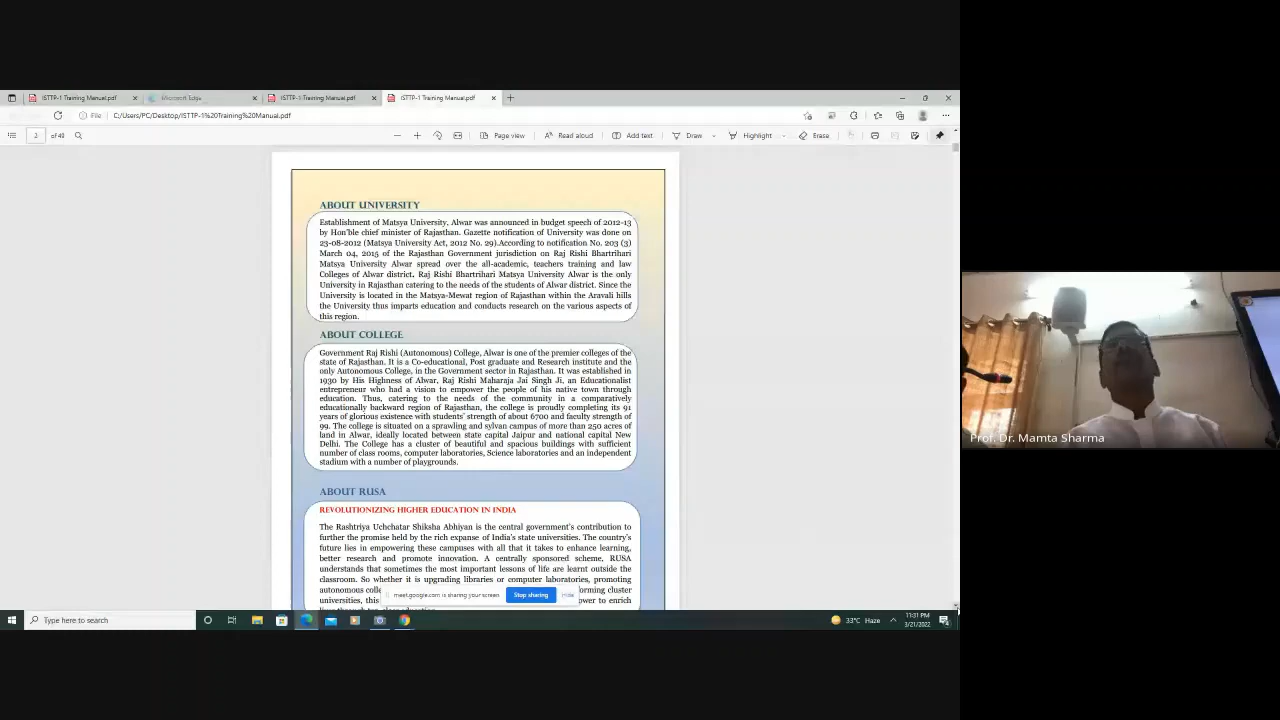 ISTTP-1 Training Manual.pdf
Microsoft Edge
ISTTP-1 Training Manual.pdf
ISTTP-1 Training Manual.pdf
File
C:/Users/PC/Desktop/ISTTP-1%20Training%20Manual.pdf
of 40
Page view
Read aloud
Add text
Draw
Highlight
Erase
ABOUT UNIVERSITY
Establishment of Matsya University, Alwar was announced in budget speech of 2012-13
by Hon'ble chief minister of Rajasthan. Gazette notification of University was done on
23-08-2012 (Matsya University Act, 2012 No. 29).According to notification No. 203 (3)
March 04, 2015 of the Rajasthan Government jurisdiction on Raj Rishi Bhartrihari
Matsya University Alwar spread over the all-academic, teachers training and law
Colleges of Alwar district. Raj Rishi Bhartrihari Matsya University Alwar is the only
University in Rajasthan catering to the needs of the students of Alwar district. Since the
University is located in the Matsya-Mewat region of Rajasthan within the Aravali hills
the University thus imparts education and conducts research on the various aspects of
this region.
ABOUT COLLEGE
Government Raj Rishi (Autonomous) College, Alwar is one of the premier colleges of the
state of Rajasthan. It is a Co-educational, Post graduate and Research institute and the
only Autonomous College, in the Government sector in Rajasthan. It was established in
1930 by His Highness of Alwar, Raj Rishi Maharaja Jai Singh Ji, an Educationalist
entrepreneur who had a vision to empower the people of his native town through
education. Thus, catering to the needs of the community in a comparatively
educationally backward region of Rajasthan, the college is proudly completing its 91
years of glorious existence with students' strength of about 6700 and faculty strength of
99. The college is situated on a sprawling and sylvan campus of more than 250 acres of
land in Alwar, ideally located between state capital Jaipur and national capital New
Delhi. The College has a cluster of beautiful and spacious buildings with sufficient
number of class rooms, computer laboratories, Science laboratories and an independent
stadium with a number of playgrounds.
ABOUT RUSA
REVOLUTIONIZING HIGHER EDUCATION IN INDIA
The Rashtriya Uchchatar Shiksha Abhiyan is the central government's contribution to
further the promise held by the rich expanse of India's state universities. The country's
future lies in empowering these campuses with all that it takes to enhance learning,
better research and promote innovation. A centrally sponsored scheme, RUSA
understands that sometimes the most important lessons of life are learnt outside the
classroom. So whether it is upgrading libraries or computer laboratories, promoting
autonomous colle forming cluster
universities, this ower to enrich
meet.google.com is sharing your screen
Stop sharing
Hide
Type here to search
33°C Haze
11:31 PM
3/21/2022
Prof. Dr. Mamta Sharma